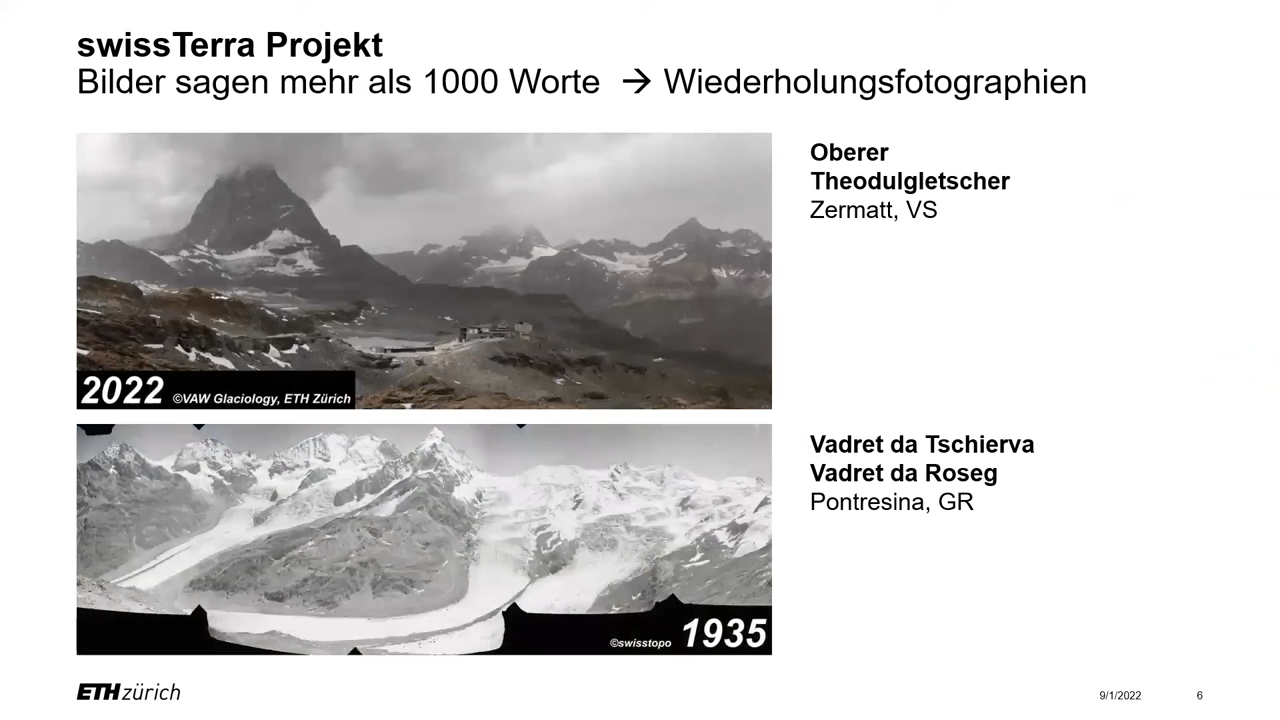 swissTerra Projekt
Bilder sagen mehr als 1000 Worte → Wiederholungsfotographien
Oberer
Theodulgletscher
Zermatt, VS
2022 ©VAW Glaciology, ETH Zürich
Vadret da Tschierva
Vadret da Roseg
Pontresina, GR
©swisstopo 1935
ETH zürich
9/1/2022 6